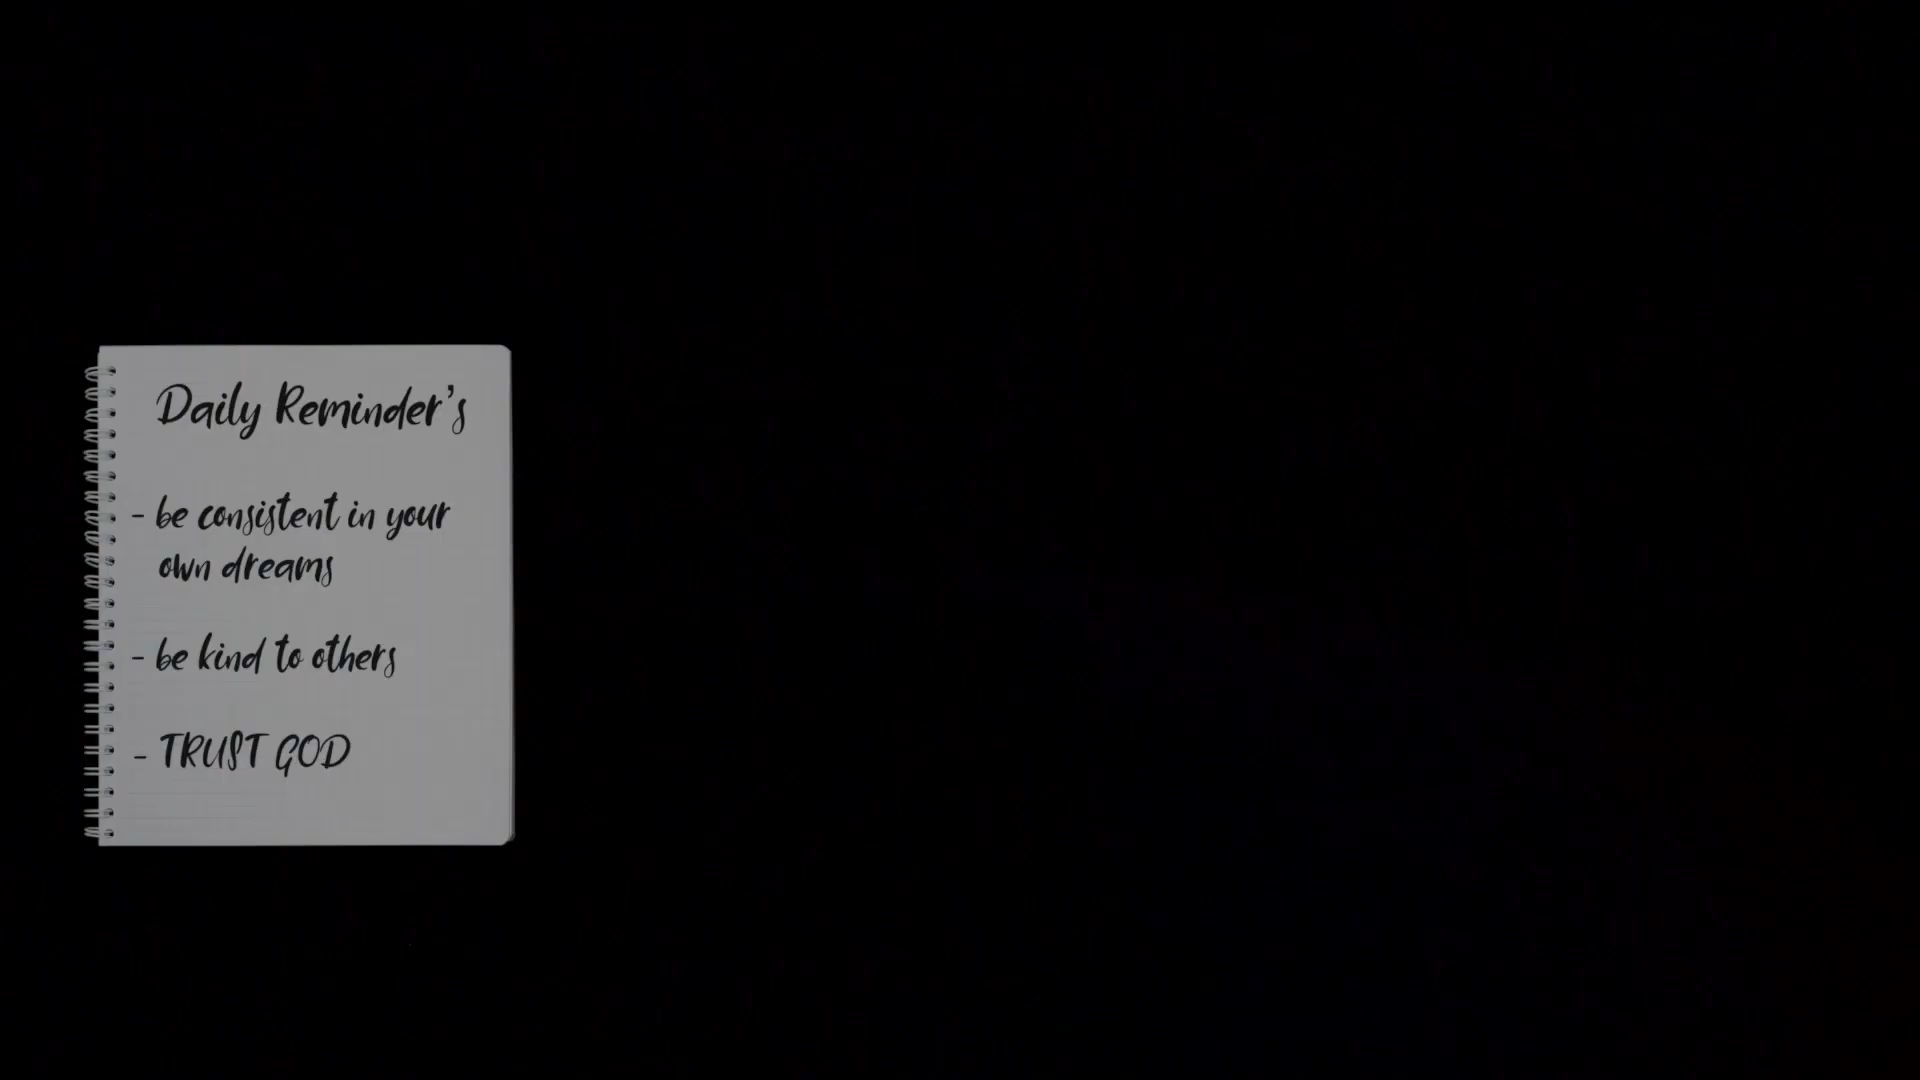 Daily Reminder's
- be consistent in your
own dreams
- be kind to others
- TRUST GOD